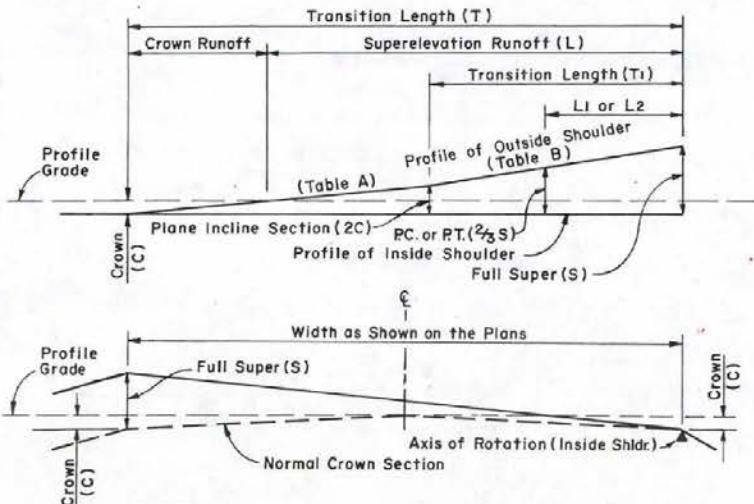 Transition Length (T)
Crown Runoff
Superelevation Runoff (L)
Transition Length (T1)
L1 or L2
Profile
Grade
Profile of Outside Shoulder
(Table B)
(Table A)
Plane Incline Section (2C)
P.C. or P.T. (2/3 S)
Profile of Inside Shoulder
Full Super (S)
Crown
(C)
℄
Width as Shown on the Plans
Profile
Grade
Full Super (S)
Crown
(C)
Axis of Rotation (Inside Shldr.)
Normal Crown Section
Crown
(C)